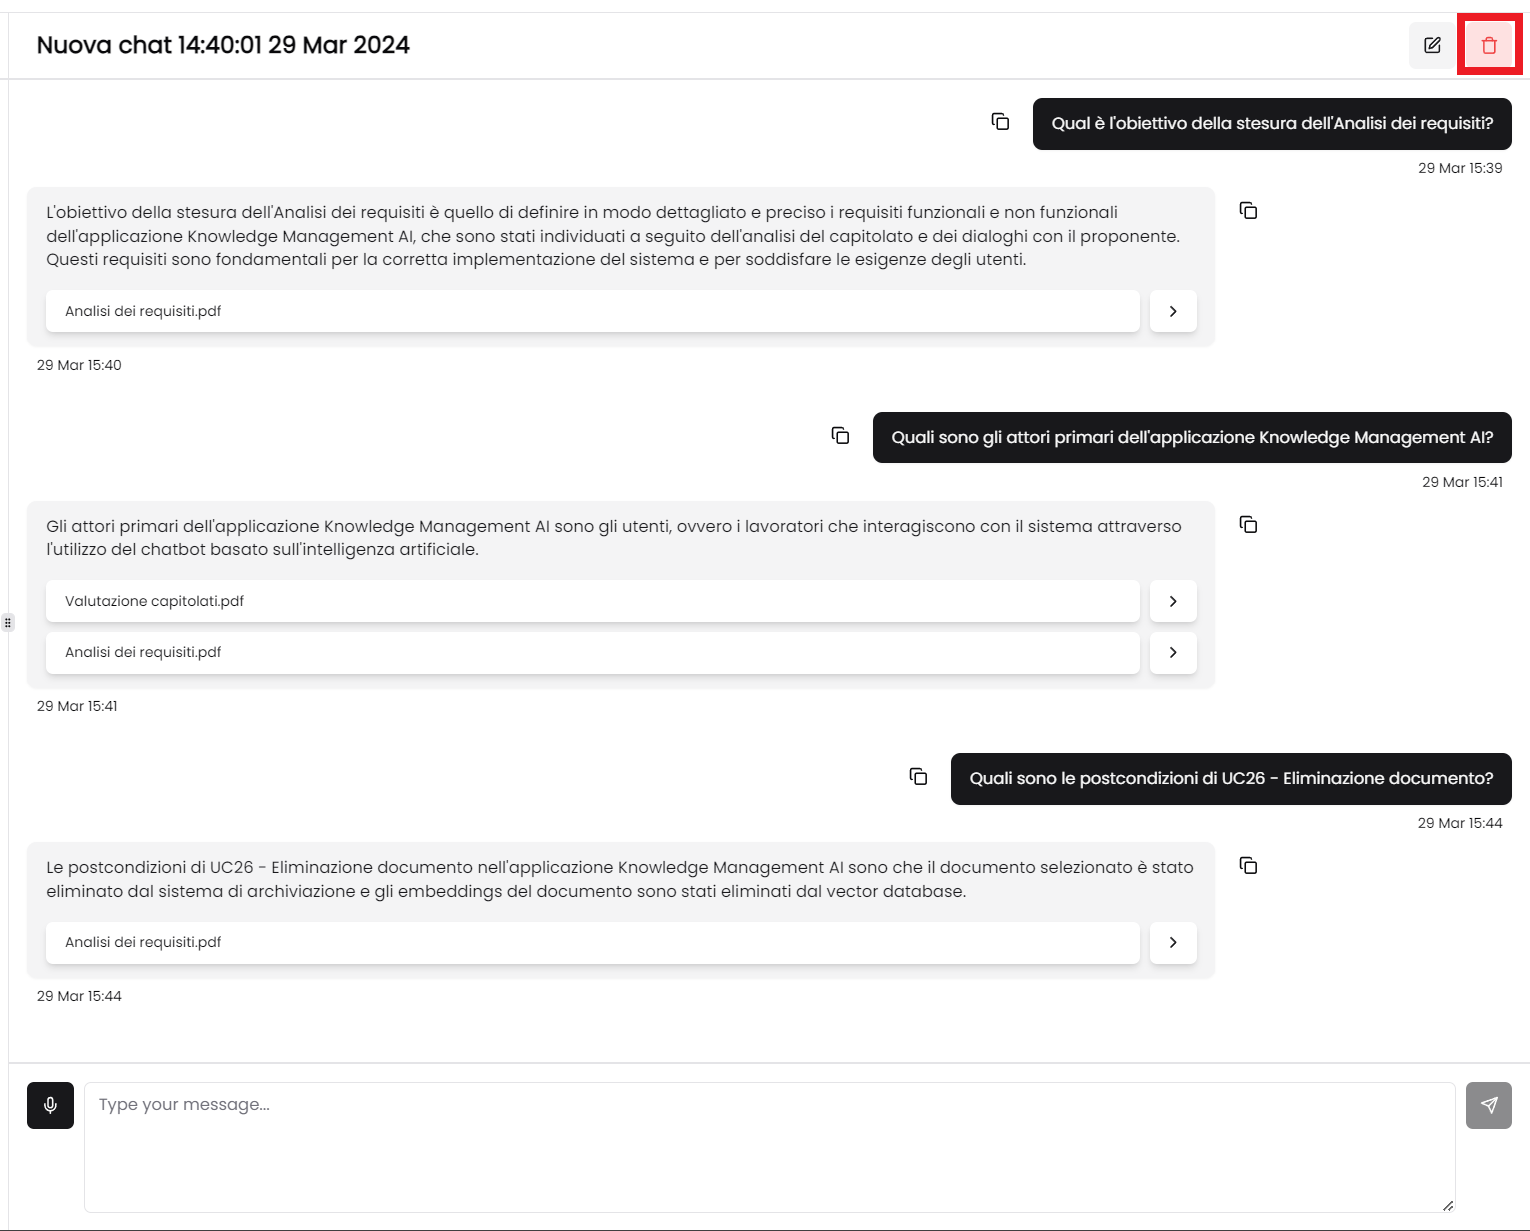 Nuova chat 14:40:01 29 Mar 2024
Qual è l'obiettivo della stesura dell'Analisi dei requisiti?
29 Mar 15:39
L'obiettivo della stesura dell'Analisi dei requisiti è quello di definire in modo dettagliato e preciso i requisiti funzionali e non funzionali
dell'applicazione Knowledge Management AI, che sono stati individuati a seguito dell'analisi del capitolato e dei dialoghi con il proponente.
Questi requisiti sono fondamentali per la corretta implementazione del sistema e per soddisfare le esigenze degli utenti.
Analisi dei requisiti.pdf
29 Mar 15:40
Quali sono gli attori primari dell'applicazione Knowledge Management AI?
29 Mar 15:41
Gli attori primari dell'applicazione Knowledge Management AI sono gli utenti, ovvero i lavoratori che interagiscono con il sistema attraverso
l'utilizzo del chatbot basato sull'intelligenza artificiale.
Valutazione capitolati.pdf
Analisi dei requisiti.pdf
29 Mar 15:41
Quali sono le postcondizioni di UC26 - Eliminazione documento?
29 Mar 15:44
Le postcondizioni di UC26 - Eliminazione documento nell'applicazione Knowledge Management AI sono che il documento selezionato è stato
eliminato dal sistema di archiviazione e gli embeddings del documento sono stati eliminati dal vector database.
Analisi dei requisiti.pdf
29 Mar 15:44
Type your message...